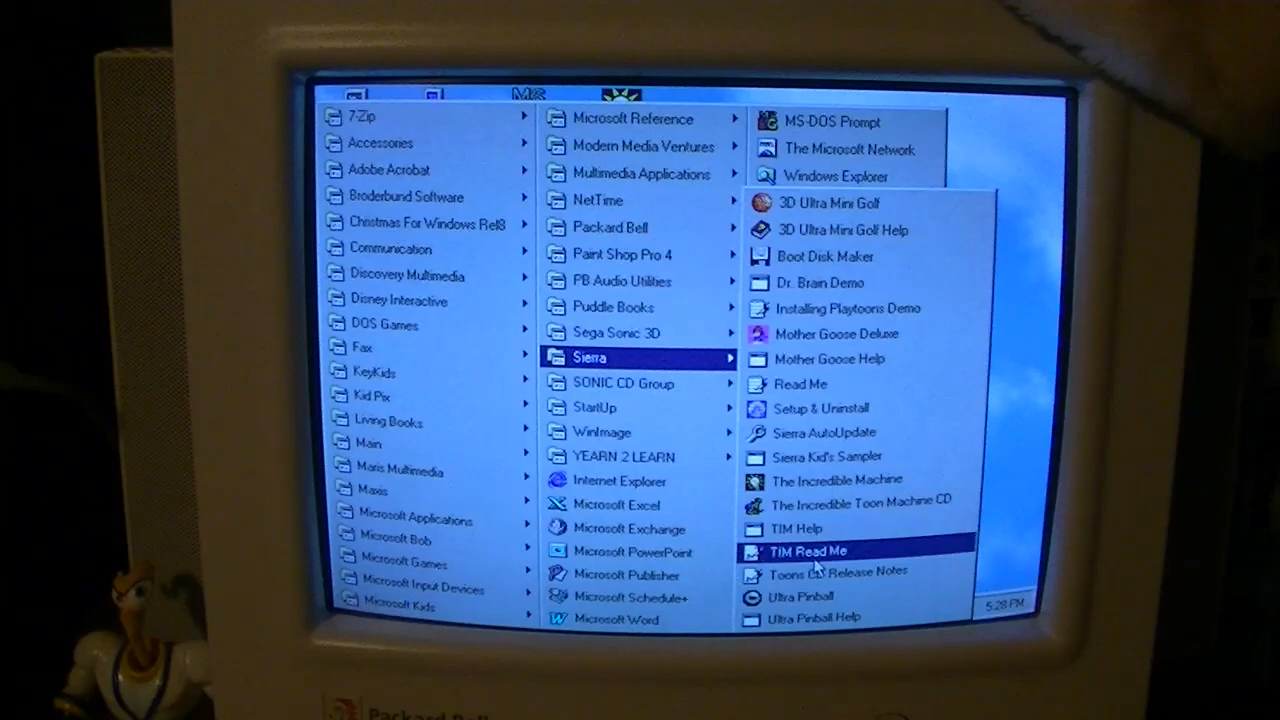 MS
7-Zip
Accessories
Adobe Acrobat
Broderbund Software
Christmas For Windows Rel8
Communication
Discovery Multimedia
Disney Interactive
DOS Games
Fax
KeyKids
Kid Pix
Living Books
Main
Maris Multimedia
Maxis
Microsoft Applications
Microsoft Bob
Microsoft Games
Microsoft Input Devices
Microsoft Kids
Microsoft Reference
Modern Media Ventures
Multimedia Applications
NetTime
Packard Bell
Paint Shop Pro 4
PB Audio Utilities
Puddle Books
Sega Sonic 3D
Sierra
SONIC CD Group
StartUp
WinImage
YEARN 2 LEARN
Internet Explorer
Microsoft Excel
Microsoft Exchange
Microsoft PowerPoint
Microsoft Publisher
Microsoft Schedule+
Microsoft Word
MS-DOS Prompt
The Microsoft Network
Windows Explorer
3D Ultra Mini Golf
3D Ultra Mini Golf Help
Boot Disk Maker
Dr. Brain Demo
Installing Playtoons Demo
Mother Goose Deluxe
Mother Goose Help
Read Me
Setup & Uninstall
Sierra AutoUpdate
Sierra Kid's Sampler
The Incredible Machine
The Incredible Toon Machine CD
TIM Help
TIM Read Me
Toons CD Release Notes
Ultra Pinball
Ultra Pinball Help
5:28 PM
Packard Bell